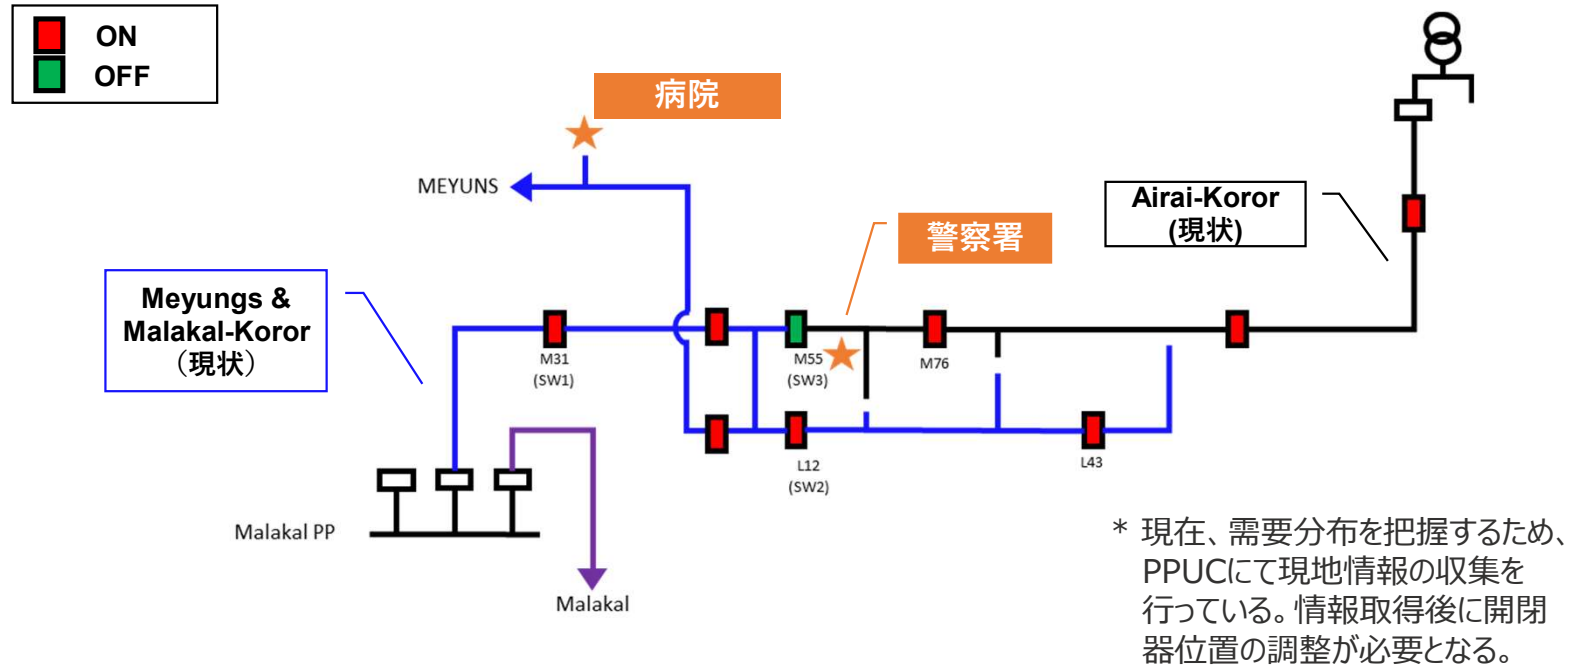 ON
OFF
病院
MEYUNS
Airai-Koror
(現状)
警察署
Meyungs &
Malakal-Koror
（現状）
M31
(SW1)
M55
(SW3)
M76
L12
(SW2)
L43
Malakal PP
Malakal
* 現在、需要分布を把握するため、
PPUCにて現地情報の収集を
行っている。情報取得後に開閉
器位置の調整が必要となる。